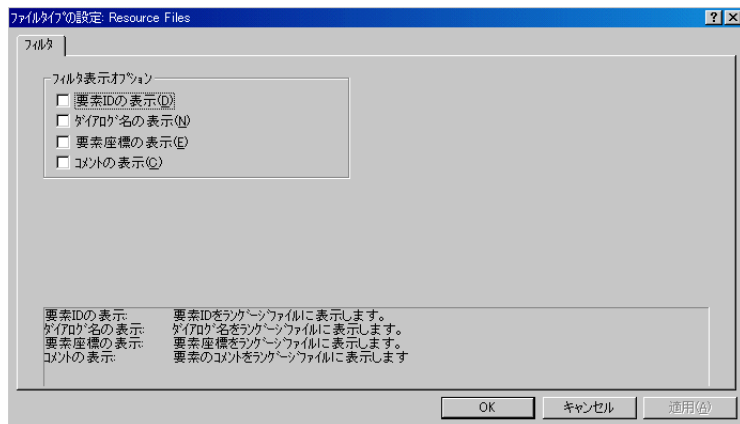 ﾌｧｲﾙﾀｲﾌﾟの設定: Resource Files
ﾌｨﾙﾀ
ﾌｨﾙﾀ表示ｵﾌﾟｼｮﾝ
要素IDの表示(D)
ﾀﾞｲｱﾛｸﾞ名の表示(N)
要素座標の表示(E)
ｺﾒﾝﾄの表示(C)
要素IDの表示: 要素IDをﾗﾝｹﾞｰｼﾞﾌｧｲﾙに表示します。
ﾀﾞｲｱﾛｸﾞ名の表示: ﾀﾞｲｱﾛｸﾞ名をﾗﾝｹﾞｰｼﾞﾌｧｲﾙに表示します。
要素座標の表示: 要素座標をﾗﾝｹﾞｰｼﾞﾌｧｲﾙに表示します。
ｺﾒﾝﾄの表示: 要素のｺﾒﾝﾄをﾗﾝｹﾞｰｼﾞﾌｧｲﾙに表示します
OK キャンセル 適用(A)